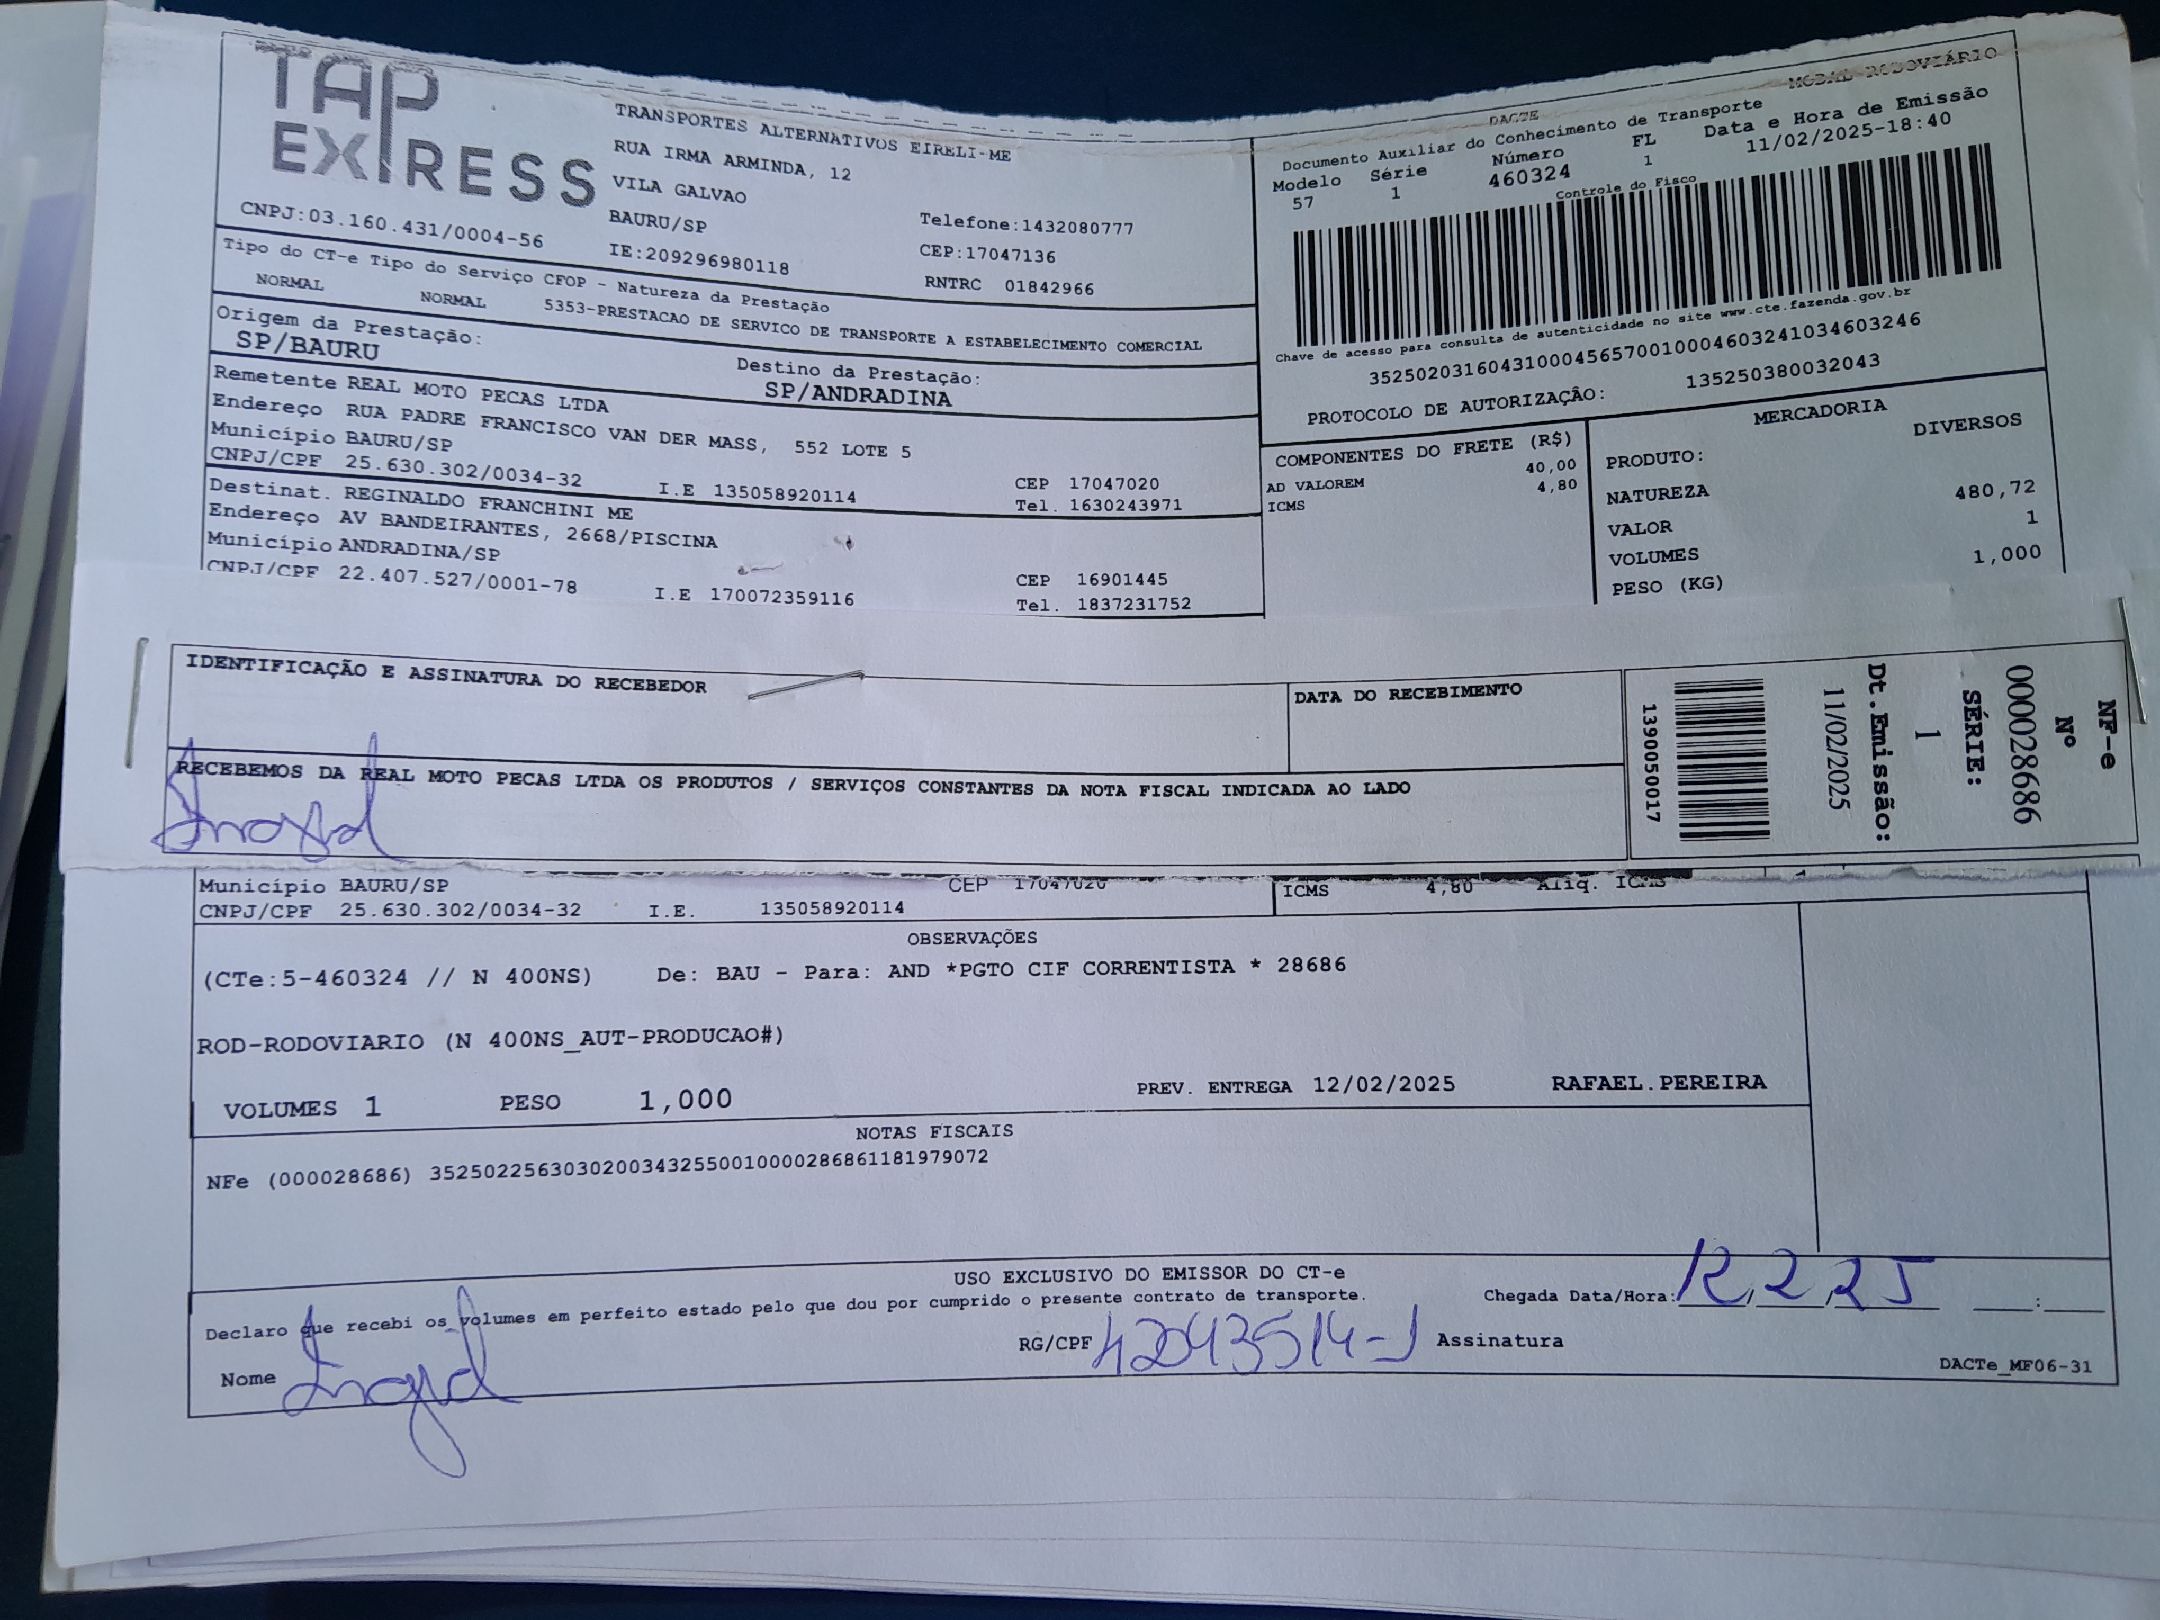 TAP
EXPRESS
CNPJ:03.160.431/0004-56
TRANSPORTES ALTERNATIVOS EIRELI-ME
RUA IRMA ARMINDA, 12
VILA GALVAO
BAURU/SP Telefone:1432080777
IE:209296980118 CEP:17047136
RNTRC 01842966
DACTE MODAL RODOVIÁRIO
Documento Auxiliar do Conhecimento de Transporte
Modelo Série Número FL Data e Hora de Emissão
57 1 460324 1 11/02/2025-18:40
Controle do Fisco
Chave de acesso para consulta de autenticidade no site www.cte.fazenda.gov.br
35250203160431000456570010004603241034603246
PROTOCOLO DE AUTORIZAÇÂO: 135250380032043
Tipo do CT-e Tipo do Serviço CFOP - Natureza da Prestação
NORMAL NORMAL 5353-PRESTACAO DE SERVICO DE TRANSPORTE A ESTABELECIMENTO COMERCIAL
Origem da Prestação: Destino da Prestação:
SP/BAURU SP/ANDRADINA
Remetente REAL MOTO PECAS LTDA
Endereço RUA PADRE FRANCISCO VAN DER MASS, 552 LOTE 5
Município BAURU/SP CEP 17047020
CNPJ/CPF 25.630.302/0034-32 I.E 135058920114 Tel. 1630243971
Destinat. REGINALDO FRANCHINI ME
Endereço AV BANDEIRANTES, 2668/PISCINA
Município ANDRADINA/SP CEP 16901445
CNPJ/CPF 22.407.527/0001-78 I.E 170072359116 Tel. 1837231752
COMPONENTES DO FRETE (R$)
40,00
AD VALOREM 4,80
ICMS
MERCADORIA
PRODUTO: DIVERSOS
NATUREZA
VALOR 480,72
VOLUMES 1
PESO (KG) 1,000
IDENTIFICAÇÃO E ASSINATURA DO RECEBEDOR
DATA DO RECEBIMENTO
RECEBEMOS DA REAL MOTO PECAS LTDA OS PRODUTOS / SERVIÇOS CONSTANTES DA NOTA FISCAL INDICADA AO LADO
Ingrid
NF-e
Nº
000028686
SÉRIE:
1
Dt.Emissão:
11/02/2025
1390050017
Município BAURU/SP CEP 17047020
CNPJ/CPF 25.630.302/0034-32 I.E. 135058920114
ICMS 4,80 Aliq. ICMS
OBSERVAÇÕES
(CTe:5-460324 // N 400NS) De: BAU - Para: AND *PGTO CIF CORRENTISTA * 28686
ROD-RODOVIARIO (N 400NS_AUT-PRODUCAO#)
VOLUMES 1 PESO 1,000 PREV. ENTREGA 12/02/2025 RAFAEL.PEREIRA
NOTAS FISCAIS
NFe (000028686) 35250225630302003432550010000286861181979072
USO EXCLUSIVO DO EMISSOR DO CT-e
Declaro que recebi os volumes em perfeito estado pelo que dou por cumprido o presente contrato de transporte.
Chegada Data/Hora: 12,2,25 :
Nome Ingrid RG/CPF 42043514-1 Assinatura
DACTe_MF06-31